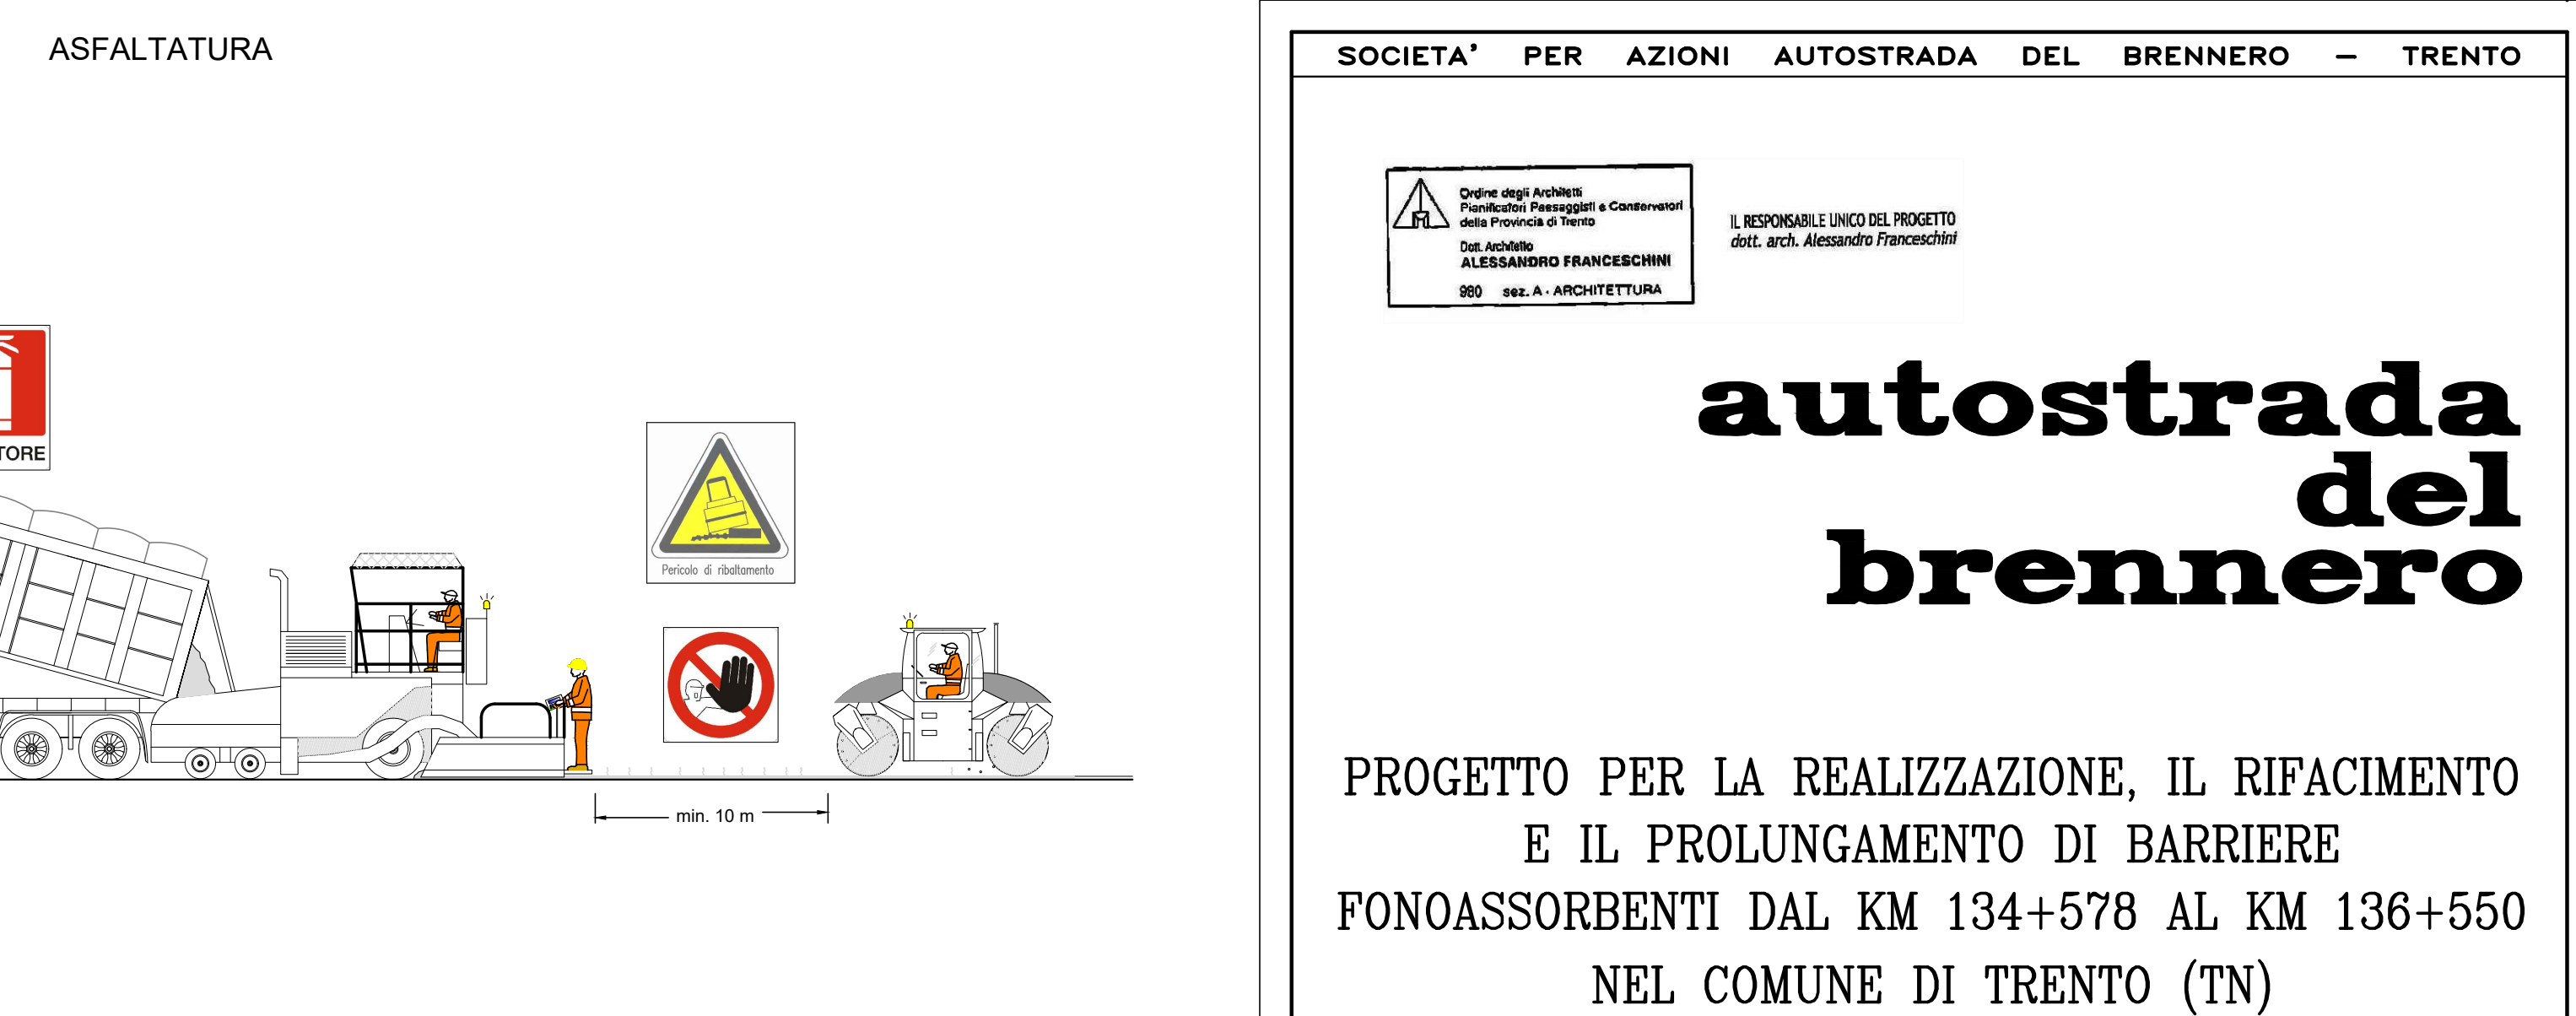 ASFALTATURA
TORE
Pericolo di ribaltamento
min. 10 m
SOCIETA' PER AZIONI AUTOSTRADA DEL BRENNERO - TRENTO
Ordine degli Architetti
Pianificatori Paesaggisti e Conservatori
della Provincia di Trento
Dott. Architetto
ALESSANDRO FRANCESCHINI
980 sez. A - ARCHITETTURA
IL RESPONSABILE UNICO DEL PROGETTO
dott. arch. Alessandro Franceschini
autostrada
del
brennero
PROGETTO PER LA REALIZZAZIONE, IL RIFACIMENTO
E IL PROLUNGAMENTO DI BARRIERE
FONOASSORBENTI DAL KM 134+578 AL KM 136+550
NEL COMUNE DI TRENTO (TN)